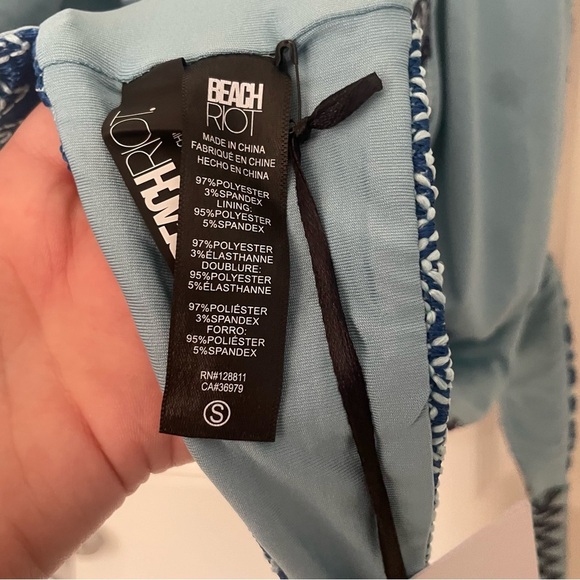 BEACH
RIOT
MADE IN CHINA
FABRIQUÉ EN CHINE
HECHO EN CHINA
97%POLYESTER
3%SPANDEX
LINING:
95%POLYESTER
5%SPANDEX
97%POLYESTER
3%ÉLASTHANNE
DOUBLURE:
95%POLYESTER
5%ÉLASTHANNE
97%POLIÉSTER
3%SPANDEX
FORRO:
95%POLIÉSTER
5%SPANDEX
RN#128811
CA#36979
S
RIOT.